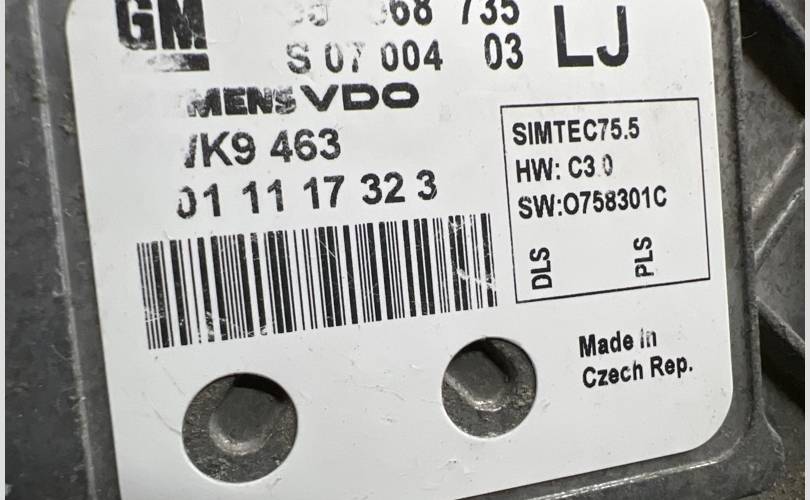 GM 735 LJ
S 07 004 03
VDO
K9 463
01 11 17 32 3
SIMTEC75.5
HW: C3.0
SW:O758301C
DLS PLS
Made in
Czech Rep.